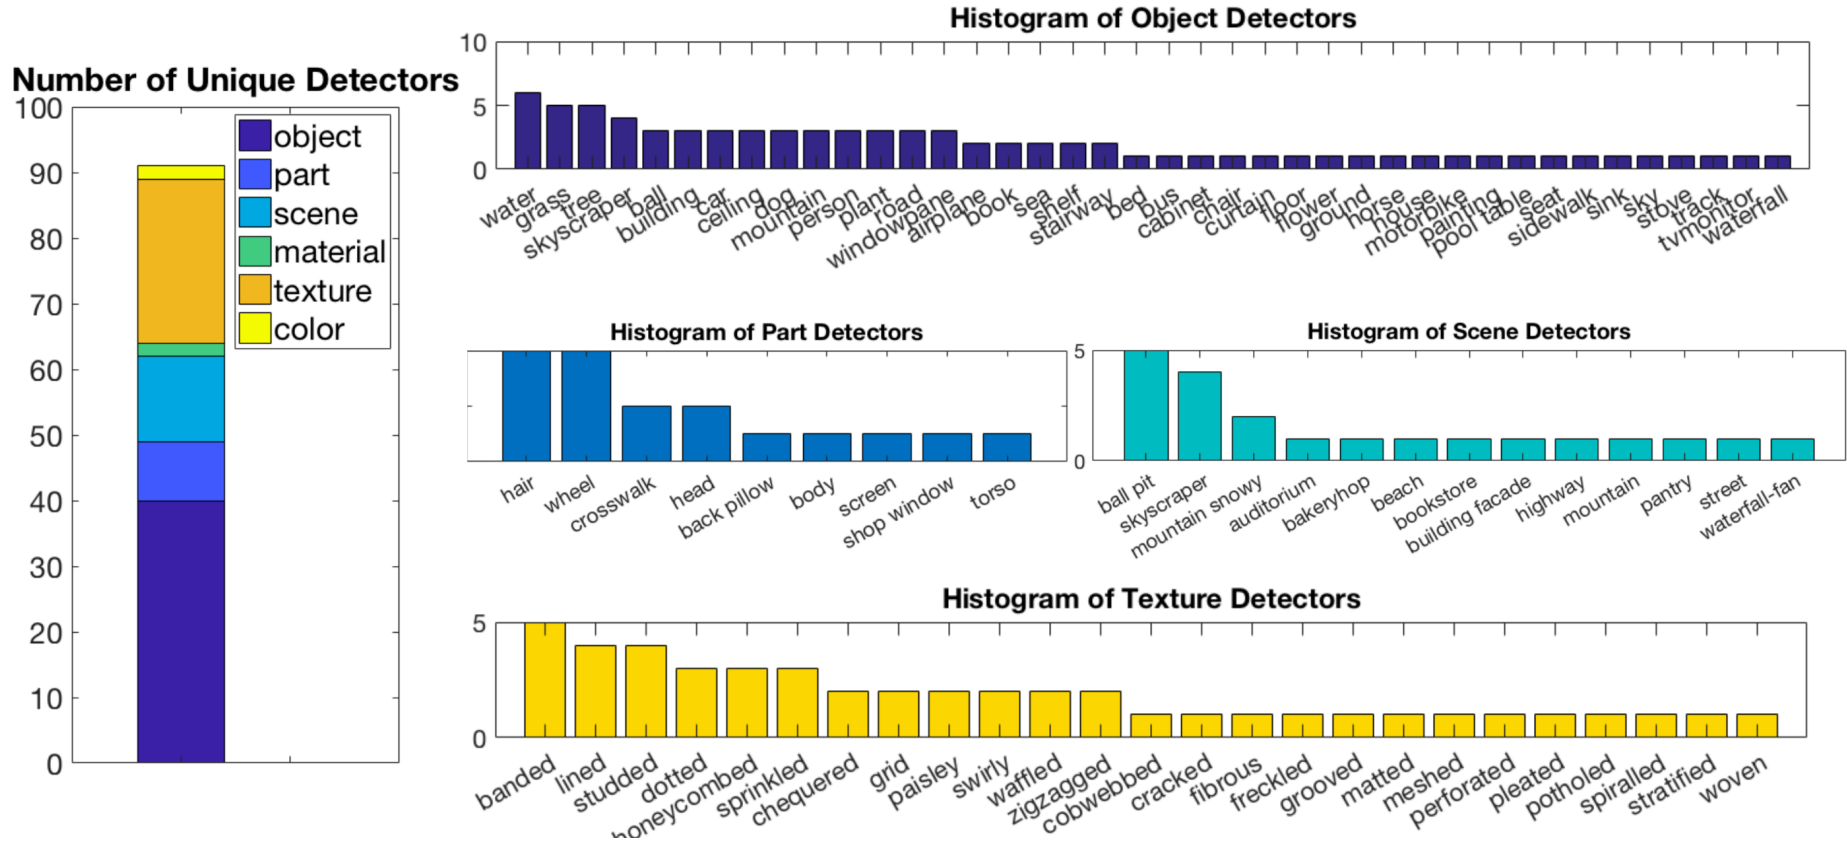 Number of Unique Detectors
100
90
80
70
60
50
40
30
20
10
0
object
part
scene
material
texture
color
Histogram of Object Detectors
10
5
0
water
grass
tree
skyscraper
ball
building
car
ceiling
dog
mountain
person
plant
road
windowpane
airplane
book
sea
shelf
stairway
bed
bus
cabinet
chair
curtain
floor
flower
ground
horse
house
motorbike
painting
pool table
seat
sidewalk
sink
sky
stove
track
tvmonitor
waterfall
Histogram of Part Detectors
hair
wheel
crosswalk
head
back pillow
body
screen
shop window
torso
Histogram of Scene Detectors
5
0
ball pit
skyscraper
mountain snowy
auditorium
bakeryhop
beach
bookstore
building facade
highway
mountain
pantry
street
waterfall-fan
Histogram of Texture Detectors
5
0
banded
lined
studded
dotted
honeycombed
sprinkled
chequered
grid
paisley
swirly
waffled
zigzagged
cobwebbed
cracked
fibrous
freckled
grooved
matted
meshed
perforated
pleated
potholed
spiralled
stratified
woven